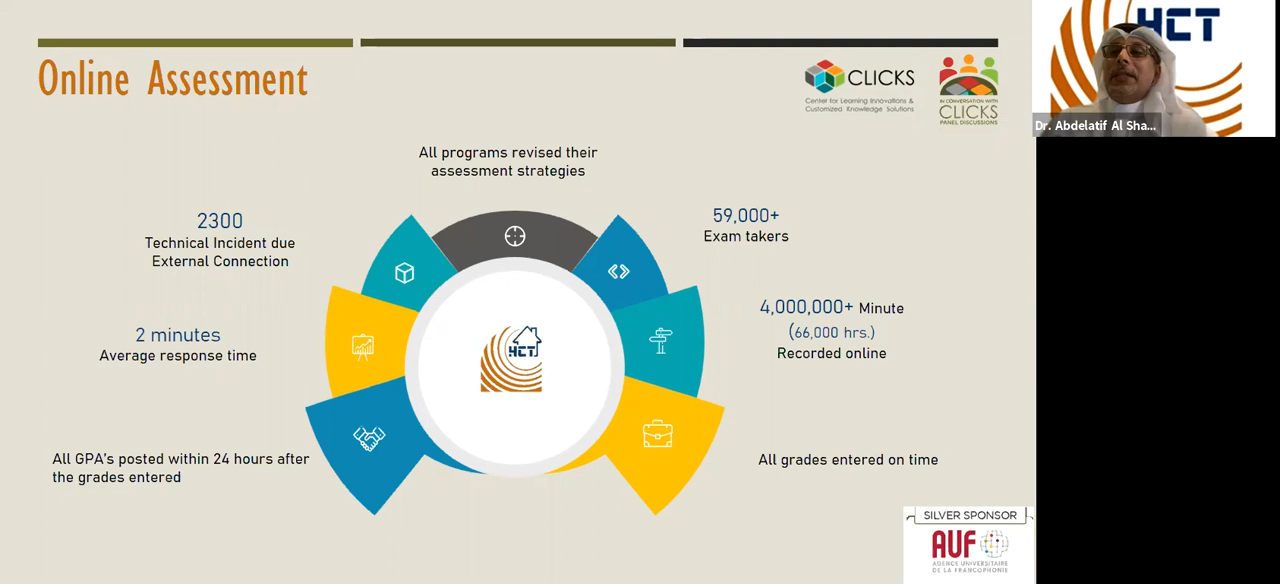 Online Assessment
CLICKS
Center for Learning Innovations &
Customized Knowledge Solutions
IN CONVERSATION WITH
CLICKS
PANEL DISCUSSIONS
HCT
Dr. Abdelatif Al Sha...
All programs revised their
assessment strategies
2300
Technical Incident due
External Connection
59,000+
Exam takers
2 minutes
Average response time
4,000,000+ Minute
(66,000 hrs.)
Recorded online
HCT
All GPA's posted within 24 hours after
the grades entered
All grades entered on time
SILVER SPONSOR
AUF
AGENCE UNIVERSITAIRE
DE LA FRANCOPHONIE